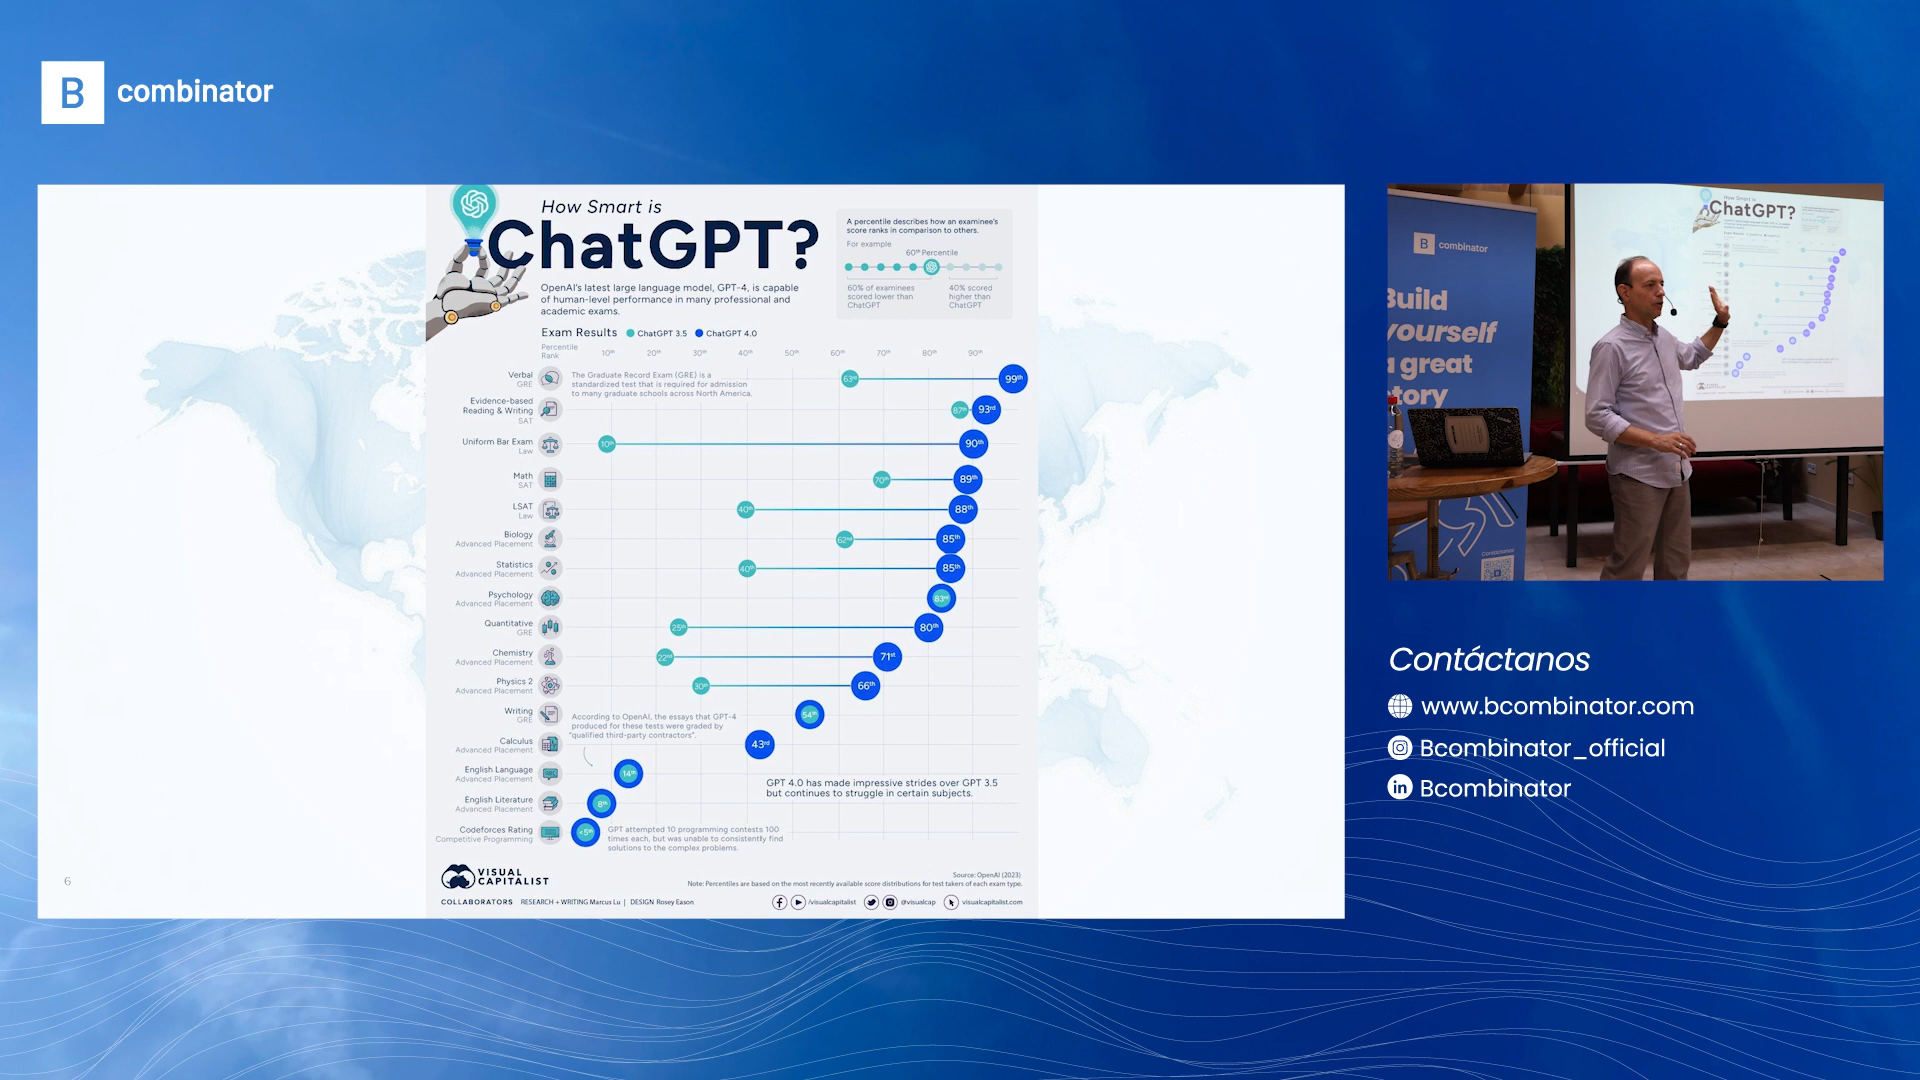 B combinator
How Smart is
ChatGPT?
OpenAI's latest large language model, GPT-4, is capable
of human-level performance in many professional and
academic exams.
A percentile describes how an examinee's
score ranks in comparison to others.
For example
60th Percentile
60% of examinees
scored lower than
ChatGPT
40% scored
higher than
ChatGPT
Exam Results ChatGPT 3.5 ChatGPT 4.0
Percentile
Rank
10th 20th 30th 40th 50th 60th 70th 80th 90th
Verbal
GRE
The Graduate Record Exam (GRE) is a
standardized test that is required for admission
to many graduate schools across North America.
63rd 99th
Evidence-based
Reading & Writing
SAT
87th 93rd
Uniform Bar Exam
Law
10th 90th
Math
SAT
70th 89th
LSAT
Law
40th 88th
Biology
Advanced Placement
62nd 85th
Statistics
Advanced Placement
40th 85th
Psychology
Advanced Placement
83rd
Quantitative
GRE
25th 80th
Chemistry
Advanced Placement
22nd 71st
Physics 2
Advanced Placement
30th 66th
Writing
GRE
54th
According to OpenAI, the essays that GPT-4
produced for these tests were graded by
"qualified third-party contractors".
Calculus
Advanced Placement
43rd
English Language
Advanced Placement
14th
GPT 4.0 has made impressive strides over GPT 3.5
but continues to struggle in certain subjects.
English Literature
Advanced Placement
8th
Codeforces Rating
Competitive Programming
<5th
GPT attempted 10 programming contests 100
times each, but was unable to consistently find
solutions to the complex problems.
VISUAL
CAPITALIST
Source: OpenAI (2023)
Note: Percentiles are based on the most recently available score distributions for test takers of each exam type.
COLLABORATORS RESEARCH + WRITING Marcus Lu | DESIGN Rosey Eason
/visualcapitalist @visualcap visualcapitalist.com
6
B combinator
Build
yourself
a great
story
How Smart is
ChatGPT?
Contáctanos
www.bcombinator.com
Bcombinator_official
Bcombinator